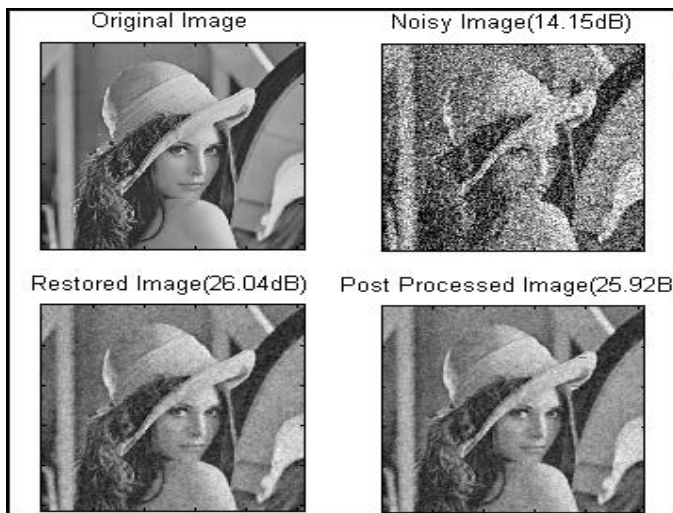 Original Image
Noisy Image(14.15dB)
Restored Image(26.04dB)
Post Processed Image(25.92B